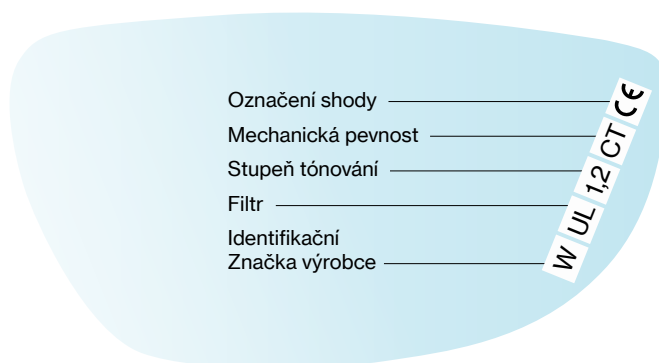 Označení shody
Mechanická pevnost
Stupeň tónování
Filtr
Identifikační
Značka výrobce
W UL 1,2 CT CE